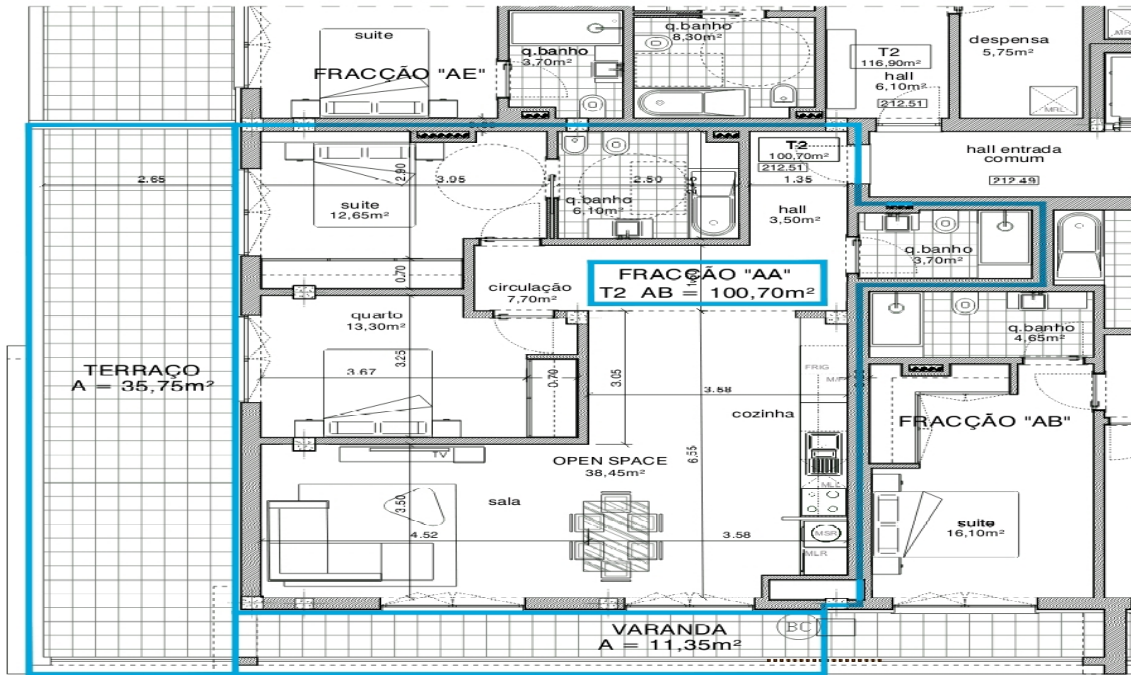 suite
FRACÇÃO "AE"
q.banho
3,70m²
q.banho
8,30m²
T2
116,90m²
hall
6,10m²
212.51
despensa
5,75m²
MRL
hall entrada
comum
212.49
T2
100,70m²
212.51
2.65
3.95
2.90
suite
12,65m²
0.70
2.50
q.banho
6,10m²
1.35
hall
3,50m²
q.banho
3,70m²
circulação
7,70m²
FRACÇÃO "AA"
T2 AB = 100,70m²
quarto
13,30m²
3.25
3.67
0.70
q.banho
4,65m²
TERRAÇO
A = 35,75m²
3.05
3.58
FRIG
cozinha
FRACÇÃO "AB"
TV
OPEN SPACE
38,45m²
6.55
sala
3.50
4.52
3.58
MSR
MLR
suite
16,10m²
VARANDA
A = 11,35m²
BC